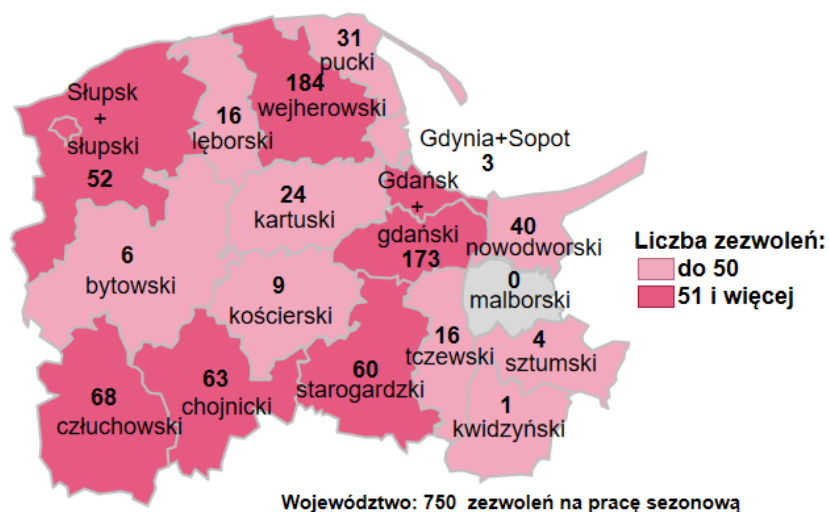 31
pucki
184
wejherowski
Słupsk
+
słupski
52
16
lęborski
Gdynia+Sopot
3
24
kartuski
Gdańsk
+
gdański
173
40
nowodworski
6
bytowski
9
kościerski
0
malborski
16
tczewski
4
sztumski
60
starogardzki
63
chojnicki
68
człuchowski
1
kwidzyński
Liczba zezwoleń:
do 50
51 i więcej
Województwo: 750 zezwoleń na pracę sezonową